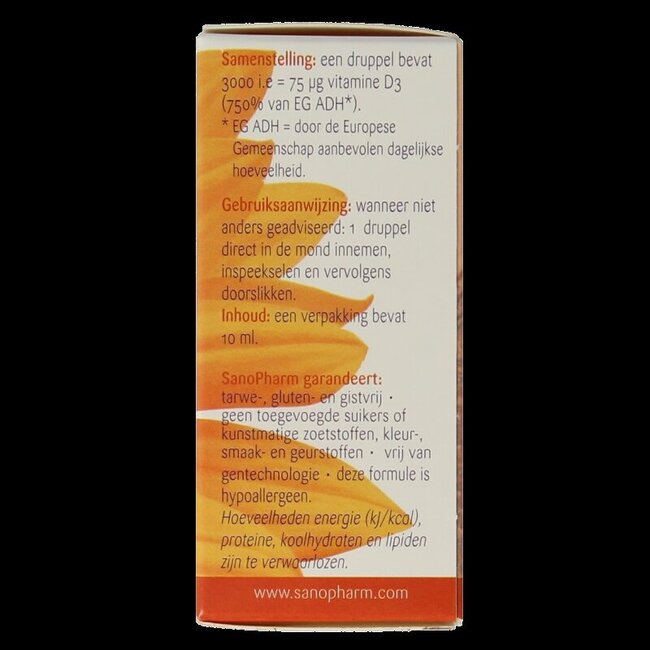 Samenstelling: een druppel bevat
3000 i.e = 75 µg vitamine D3
(750% van EG ADH*).
* EG ADH = door de Europese
Gemeenschap aanbevolen dagelijkse
hoeveelheid.
Gebruiksaanwijzing: wanneer niet
anders geadviseerd: 1 druppel
direct in de mond innemen,
inspeekselen en vervolgens
doorslikken.
Inhoud: een verpakking bevat
10 ml.
SanoPharm garandeert:
tarwe-, gluten- en gistvrij •
geen toegevoegde suikers of
kunstmatige zoetstoffen, kleur-,
smaak- en geurstoffen • vrij van
gentechnologie • deze formule is
hypoallergeen.
Hoeveelheden energie (kJ/kcal),
proteine, koolhydraten en lipiden
zijn te verwaarlozen.
www.sanopharm.com